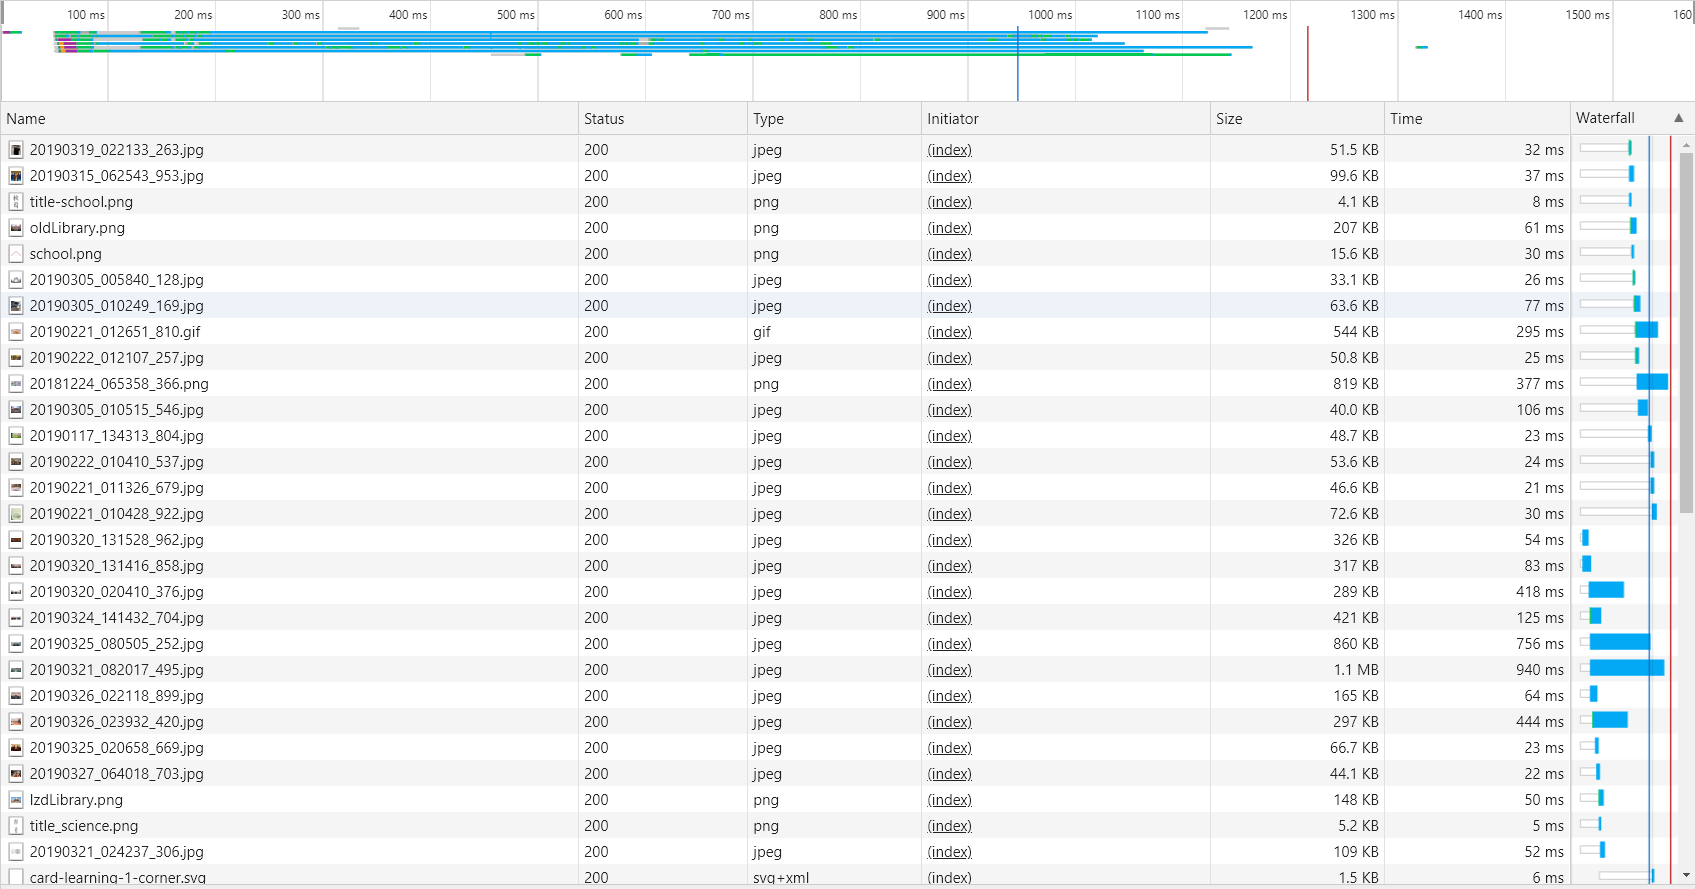 100 ms 200 ms 300 ms 400 ms 500 ms 600 ms 700 ms 800 ms 900 ms 1000 ms 1100 ms 1200 ms 1300 ms 1400 ms 1500 ms 160
Name Status Type Initiator Size Time Waterfall ▲
20190319_022133_263.jpg 200 jpeg (index) 51.5 KB 32 ms
20190315_062543_953.jpg 200 jpeg (index) 99.6 KB 37 ms
title-school.png 200 png (index) 4.1 KB 8 ms
oldLibrary.png 200 png (index) 207 KB 61 ms
school.png 200 png (index) 15.6 KB 30 ms
20190305_005840_128.jpg 200 jpeg (index) 33.1 KB 26 ms
20190305_010249_169.jpg 200 jpeg (index) 63.6 KB 77 ms
20190221_012651_810.gif 200 gif (index) 544 KB 295 ms
20190222_012107_257.jpg 200 jpeg (index) 50.8 KB 25 ms
20181224_065358_366.png 200 png (index) 819 KB 377 ms
20190305_010515_546.jpg 200 jpeg (index) 40.0 KB 106 ms
20190117_134313_804.jpg 200 jpeg (index) 48.7 KB 23 ms
20190222_010410_537.jpg 200 jpeg (index) 53.6 KB 24 ms
20190221_011326_679.jpg 200 jpeg (index) 46.6 KB 21 ms
20190221_010428_922.jpg 200 jpeg (index) 72.6 KB 30 ms
20190320_131528_962.jpg 200 jpeg (index) 326 KB 54 ms
20190320_131416_858.jpg 200 jpeg (index) 317 KB 83 ms
20190320_020410_376.jpg 200 jpeg (index) 289 KB 418 ms
20190324_141432_704.jpg 200 jpeg (index) 421 KB 125 ms
20190325_080505_252.jpg 200 jpeg (index) 860 KB 756 ms
20190321_082017_495.jpg 200 jpeg (index) 1.1 MB 940 ms
20190326_022118_899.jpg 200 jpeg (index) 165 KB 64 ms
20190326_023932_420.jpg 200 jpeg (index) 297 KB 444 ms
20190325_020658_669.jpg 200 jpeg (index) 66.7 KB 23 ms
20190327_064018_703.jpg 200 jpeg (index) 44.1 KB 22 ms
lzdLibrary.png 200 png (index) 148 KB 50 ms
title_science.png 200 png (index) 5.2 KB 5 ms
20190321_024237_306.jpg 200 jpeg (index) 109 KB 52 ms
card-learning-1-corner.svg 200 svg+xml (index) 1.5 KB 6 ms